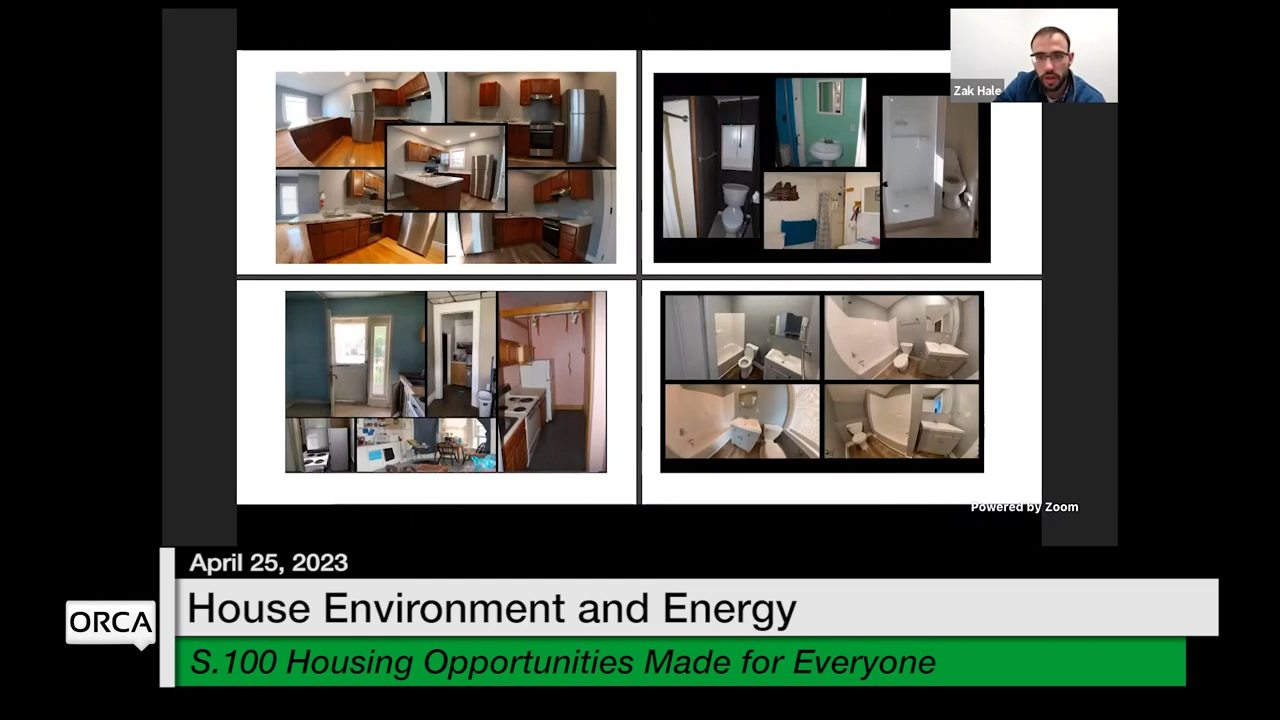 Zak Hale
Powered by Zoom
April 25, 2023
House Environment and Energy
ORCA
S.100 Housing Opportunities Made for Everyone